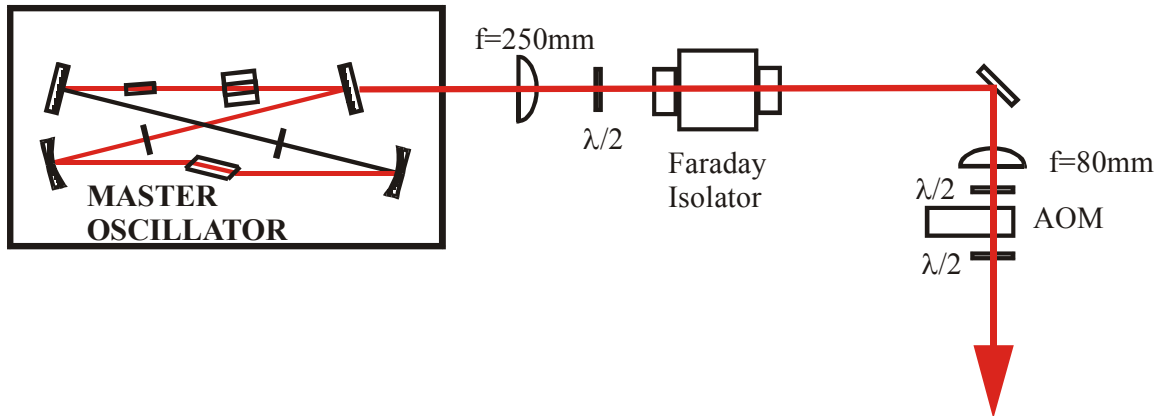 f=250mm
λ/2
Faraday
Isolator
f=80mm
λ/2
AOM
λ/2
MASTER
OSCILLATOR